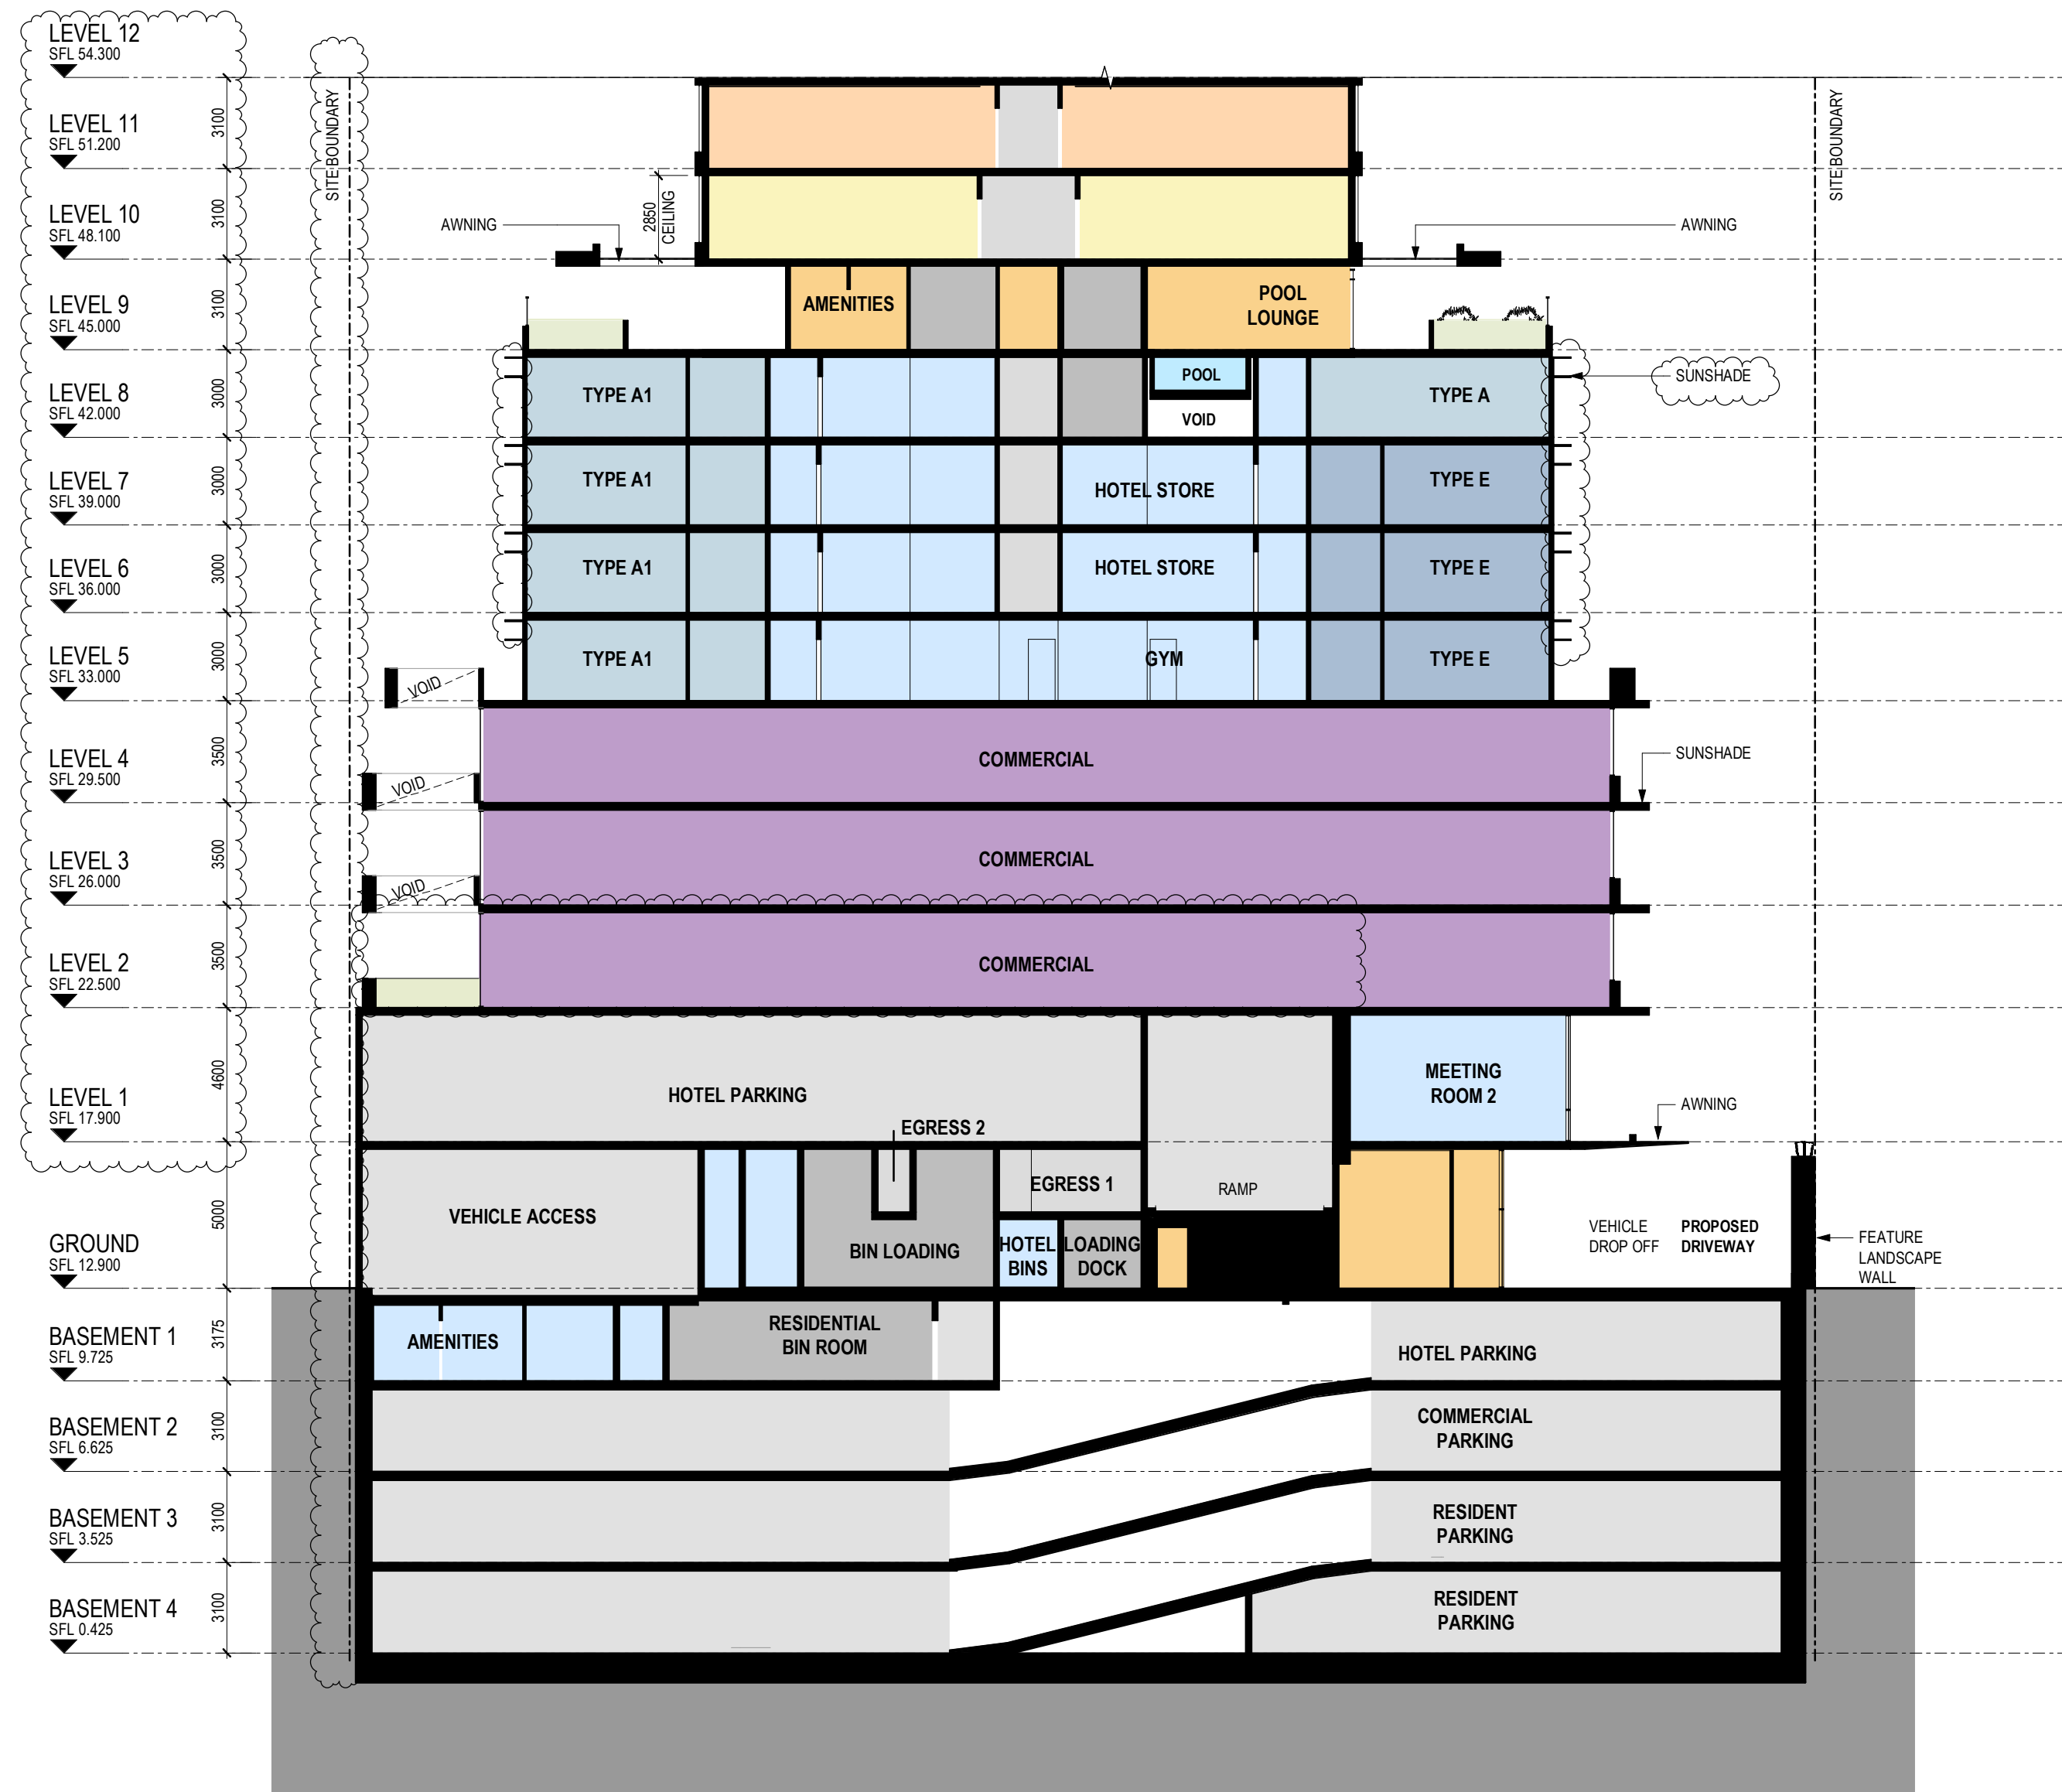 LEVEL 12
SFL 54.300
LEVEL 11
SFL 51.200
3100
LEVEL 10
SFL 48.100
3100
LEVEL 9
SFL 45.000
3100
LEVEL 8
SFL 42.000
3000
LEVEL 7
SFL 39.000
3000
LEVEL 6
SFL 36.000
3000
LEVEL 5
SFL 33.000
3000
LEVEL 4
SFL 29.500
3500
LEVEL 3
SFL 26.000
3500
LEVEL 2
SFL 22.500
3500
LEVEL 1
SFL 17.900
4600
GROUND
SFL 12.900
5000
BASEMENT 1
SFL 9.725
3175
BASEMENT 2
SFL 6.625
3100
BASEMENT 3
SFL 3.525
3100
BASEMENT 4
SFL 0.425
3100
SITEBOUNDARY
SITEBOUNDARY
2850
CEILING
AWNING
AWNING
AMENITIES
POOL
LOUNGE
TYPE A1
POOL
VOID
TYPE A
SUNSHADE
TYPE A1
HOTEL STORE
TYPE E
TYPE A1
HOTEL STORE
TYPE E
TYPE A1
GYM
TYPE E
VOID
COMMERCIAL
SUNSHADE
VOID
COMMERCIAL
VOID
COMMERCIAL
HOTEL PARKING
MEETING
ROOM 2
AWNING
EGRESS 2
EGRESS 1
RAMP
VEHICLE ACCESS
BIN LOADING
HOTEL
BINS
LOADING
DOCK
VEHICLE
DROP OFF
PROPOSED
DRIVEWAY
FEATURE
LANDSCAPE
WALL
AMENITIES
RESIDENTIAL
BIN ROOM
HOTEL PARKING
COMMERCIAL
PARKING
RESIDENT
PARKING
RESIDENT
PARKING